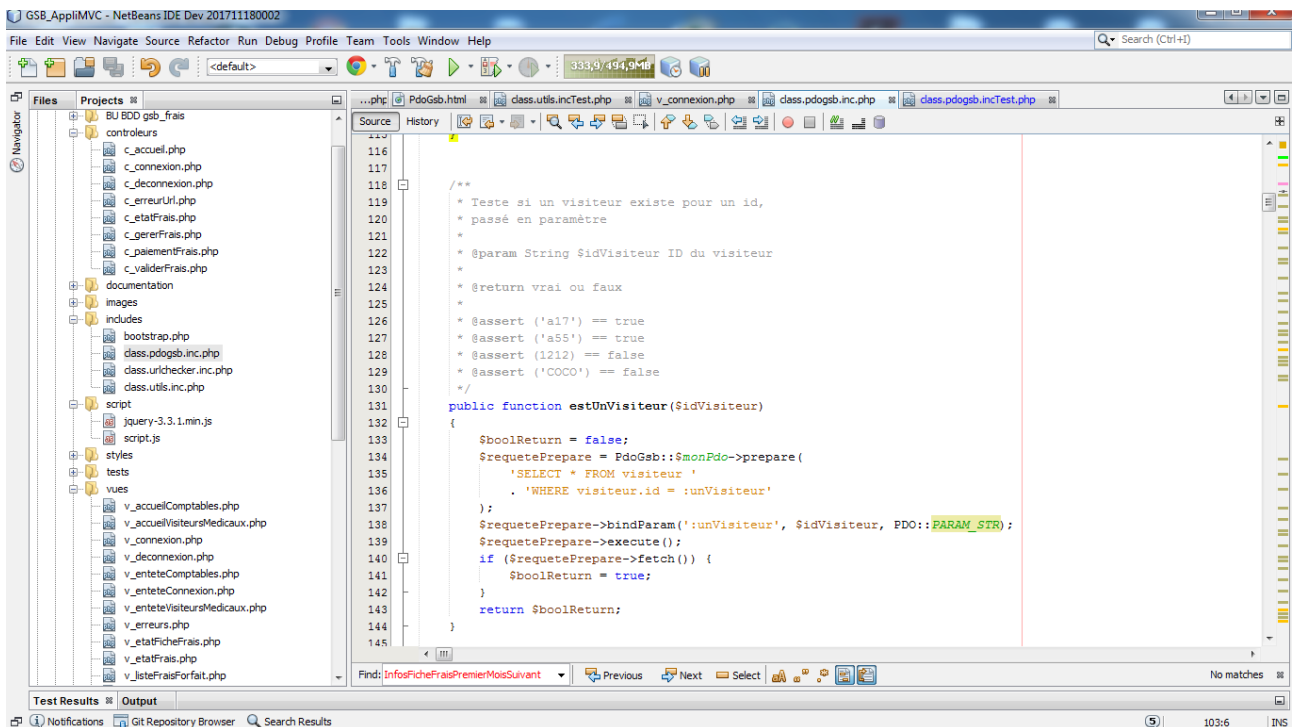 GSB_AppliMVC - NetBeans IDE Dev 201711180002
File Edit View Navigate Source Refactor Run Debug Profile Team Tools Window Help
Search (Ctrl+I)
<default>
333,9/494,9MB
Navigator
Files Projects
BU BDD gsb_frais
controleurs
c_accueil.php
c_connexion.php
c_deconnexion.php
c_erreurUrl.php
c_etatFrais.php
c_gererFrais.php
c_paiementFrais.php
c_validerFrais.php
documentation
images
includes
bootstrap.php
class.pdogsb.inc.php
class.urlchecker.inc.php
class.utils.inc.php
script
jquery-3.3.1.min.js
script.js
styles
tests
vues
v_accueilComptables.php
v_accueilVisiteursMedicaux.php
v_connexion.php
v_deconnexion.php
v_enteteComptables.php
v_enteteConnexion.php
v_enteteVisiteursMedicaux.php
v_erreurs.php
v_etatFicheFrais.php
v_etatFrais.php
v_listeFraisForfait.php
...php PdoGsb.html class.utils.incTest.php v_connexion.php class.pdogsb.inc.php class.pdogsb.incTest.php
Source History
115 }
116
117
118 /**
119 * Teste si un visiteur existe pour un id,
120 * passé en paramètre
121 *
122 * @param String $idVisiteur ID du visiteur
123 *
124 * @return vrai ou faux
125 *
126 * @assert ('a17') == true
127 * @assert ('a55') == true
128 * @assert (1212) == false
129 * @assert ('COCO') == false
130 */
131 public function estUnVisiteur($idVisiteur)
132 {
133 $boolReturn = false;
134 $requetePrepare = PdoGsb::$monPdo->prepare(
135 'SELECT * FROM visiteur '
136 . 'WHERE visiteur.id = :unVisiteur'
137 );
138 $requetePrepare->bindParam(':unVisiteur', $idVisiteur, PDO::PARAM_STR);
139 $requetePrepare->execute();
140 if ($requetePrepare->fetch()) {
141 $boolReturn = true;
142 }
143 return $boolReturn;
144 }
145
Find: InfosFicheFraisPremierMoisSuivant Previous Next Select No matches
Test Results Output
Notifications Git Repository Browser Search Results 5 103:6 INS